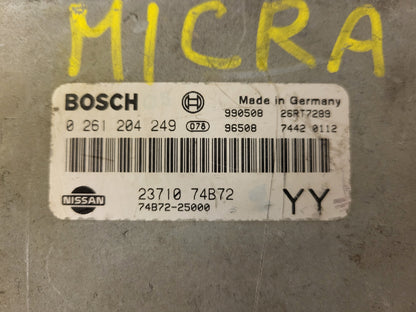 MICRA
BOSCH Made in Germany
990508 26RT7289
0 261 204 249 078 96508 7442 0112
NISSAN 23710 74B72 YY
74B72-25000